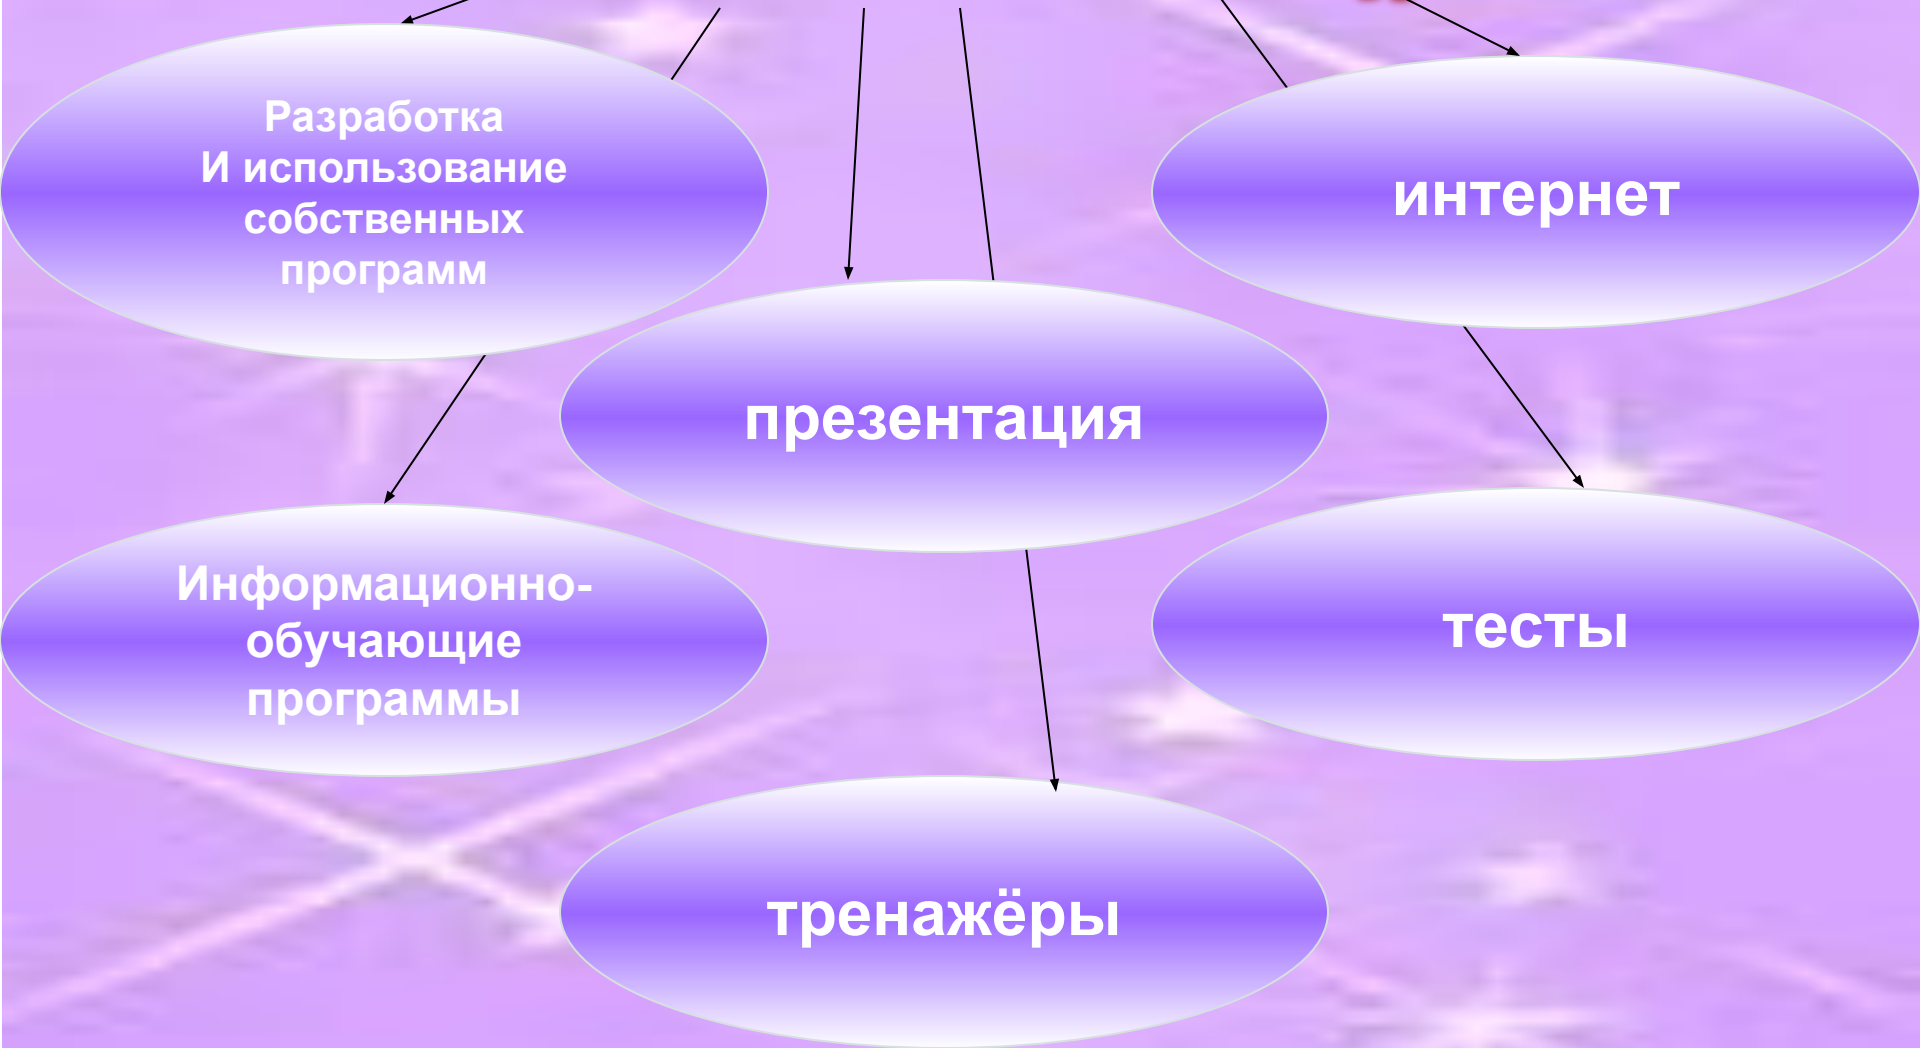 Разработка
И использование
собственных
программ
интернет
презентация
Информационно-
обучающие
программы
тесты
тренажёры